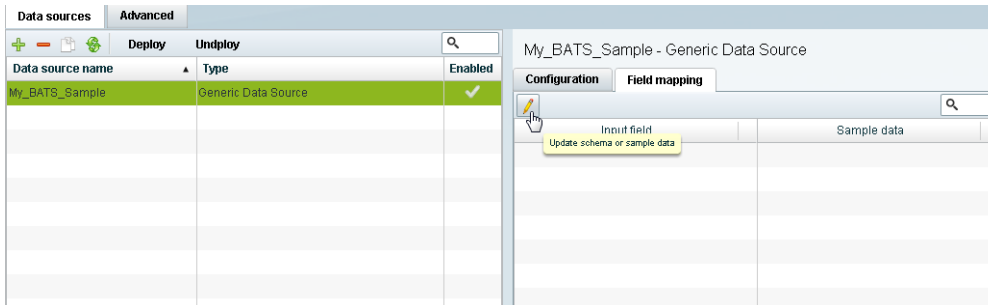 Data sources Advanced
Deploy Undploy
Data source name Type Enabled
My_BATS_Sample Generic Data Source
My_BATS_Sample - Generic Data Source
Configuration Field mapping
Input field Sample data
Update schema or sample data